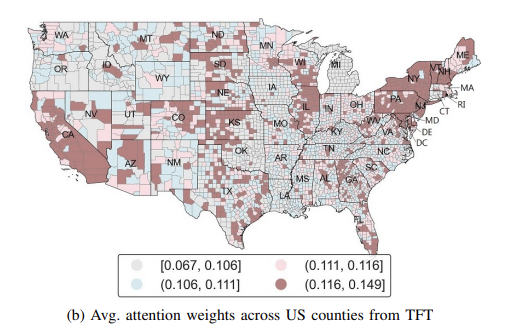 WA
MT
ND
MN
ME
OR
ID
SD
WI
MI
VT
NH
NY
WY
MA
RI
CT
NE
IA
PA
NJ
NV
UT
CO
IL
IN
OH
MD
DE
DC
CA
KS
MO
WV
VA
KY
AZ
NM
OK
AR
TN
NC
SC
TX
LA
MS
AL
GA
FL
[0.067, 0.106] (0.111, 0.116]
(0.106, 0.111] (0.116, 0.149]
(b) Avg. attention weights across US counties from TFT